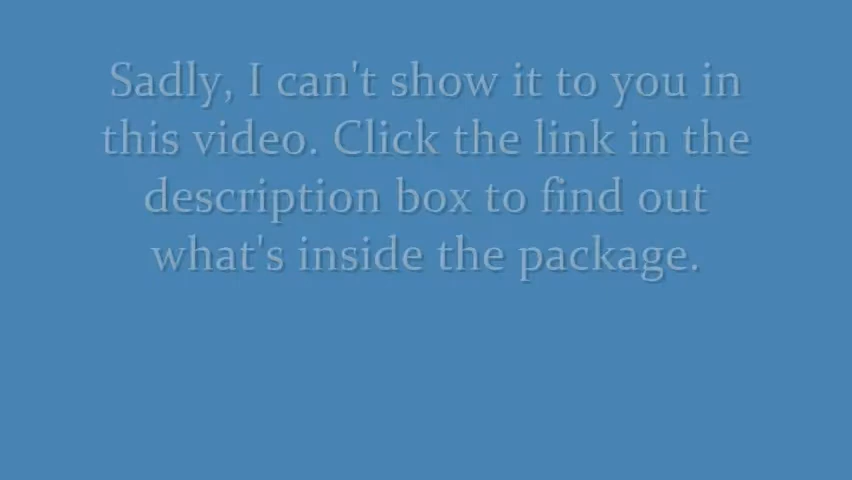 Sadly, I can't show it to you in
this video. Click the link in the
description box to find out
what's inside the package.